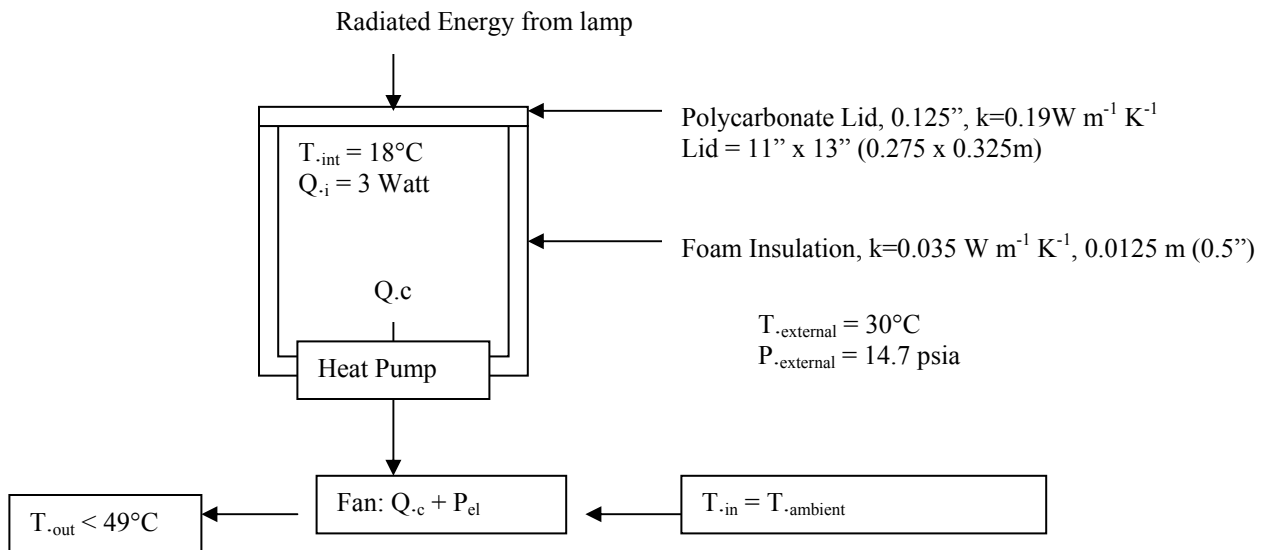 Radiated Energy from lamp
Polycarbonate Lid, 0.125”, k=0.19W m⁻¹ K⁻¹
Lid = 11” x 13” (0.275 x 0.325m)
T.int = 18°C
Q.i = 3 Watt
Foam Insulation, k=0.035 W m⁻¹ K⁻¹, 0.0125 m (0.5”)
Q.c
T.external = 30°C
P.external = 14.7 psia
Heat Pump
Fan: Q.c + Pel
T.in = T.ambient
T.out < 49°C